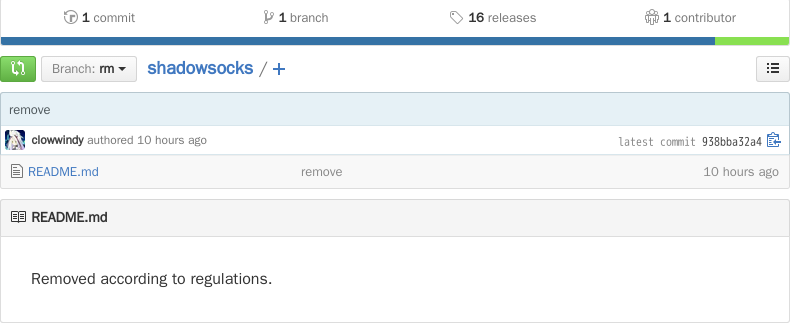 1 commit 1 branch 16 releases 1 contributor
Branch: rm shadowsocks / +
remove
clowwindy authored 10 hours ago latest commit 938bba32a4
README.md remove 10 hours ago
README.md
Removed according to regulations.